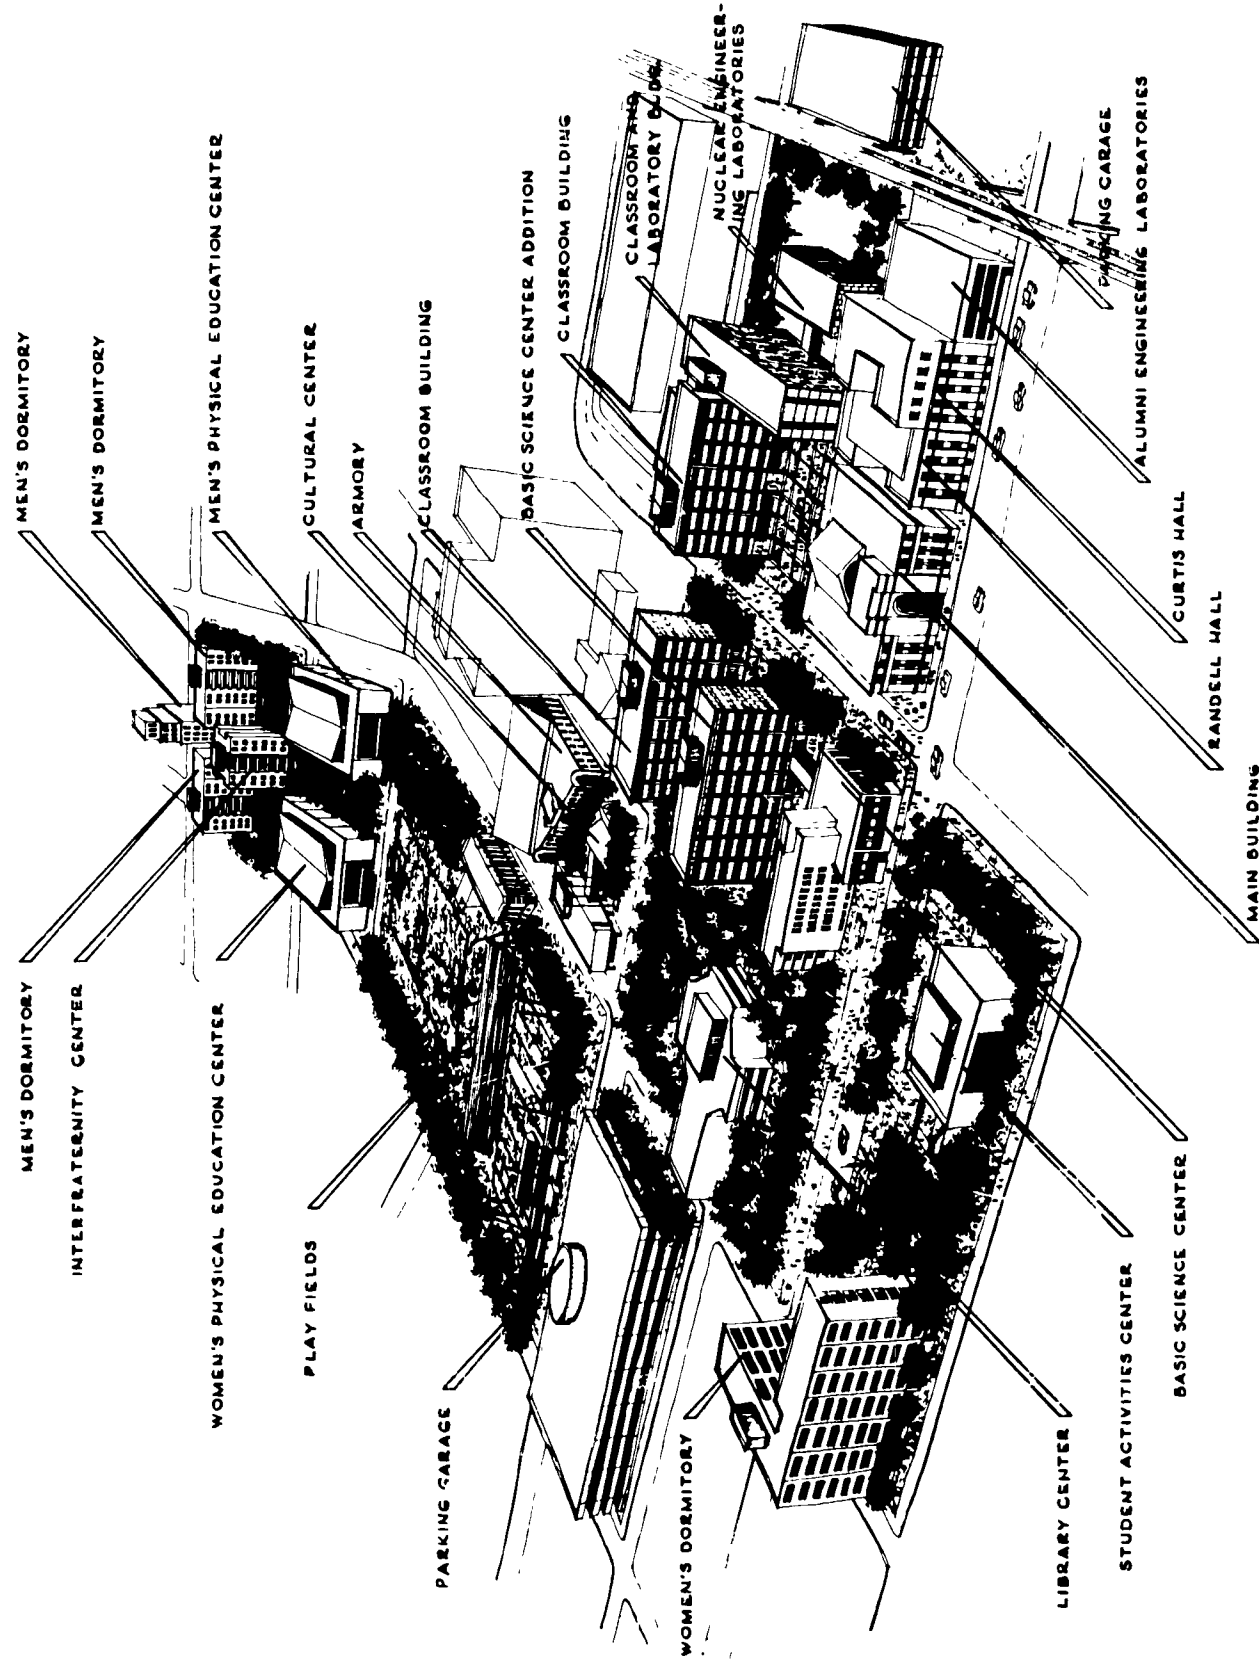 MEN'S DORMITORY
MEN'S DORMITORY
INTERFRATERNITY CENTER
MEN'S DORMITORY
WOMEN'S PHYSICAL EDUCATION CENTER
MEN'S PHYSICAL EDUCATION CENTER
PLAY FIELDS
CULTURAL CENTER
ARMORY
PARKING GARAGE
CLASSROOM BUILDING
BASIC SCIENCE CENTER ADDITION
CLASSROOM BUILDING
CLASSROOM AND
LABORATORY BLDG.
WOMEN'S DORMITORY
NUCLEAR ENGINEER-
ING LABORATORIES
LIBRARY CENTER
PARKING GARAGE
STUDENT ACTIVITIES CENTER
ALUMNI ENGINEERING LABORATORIES
BASIC SCIENCE CENTER
CURTIS HALL
RANDELL HALL
MAIN BUILDING